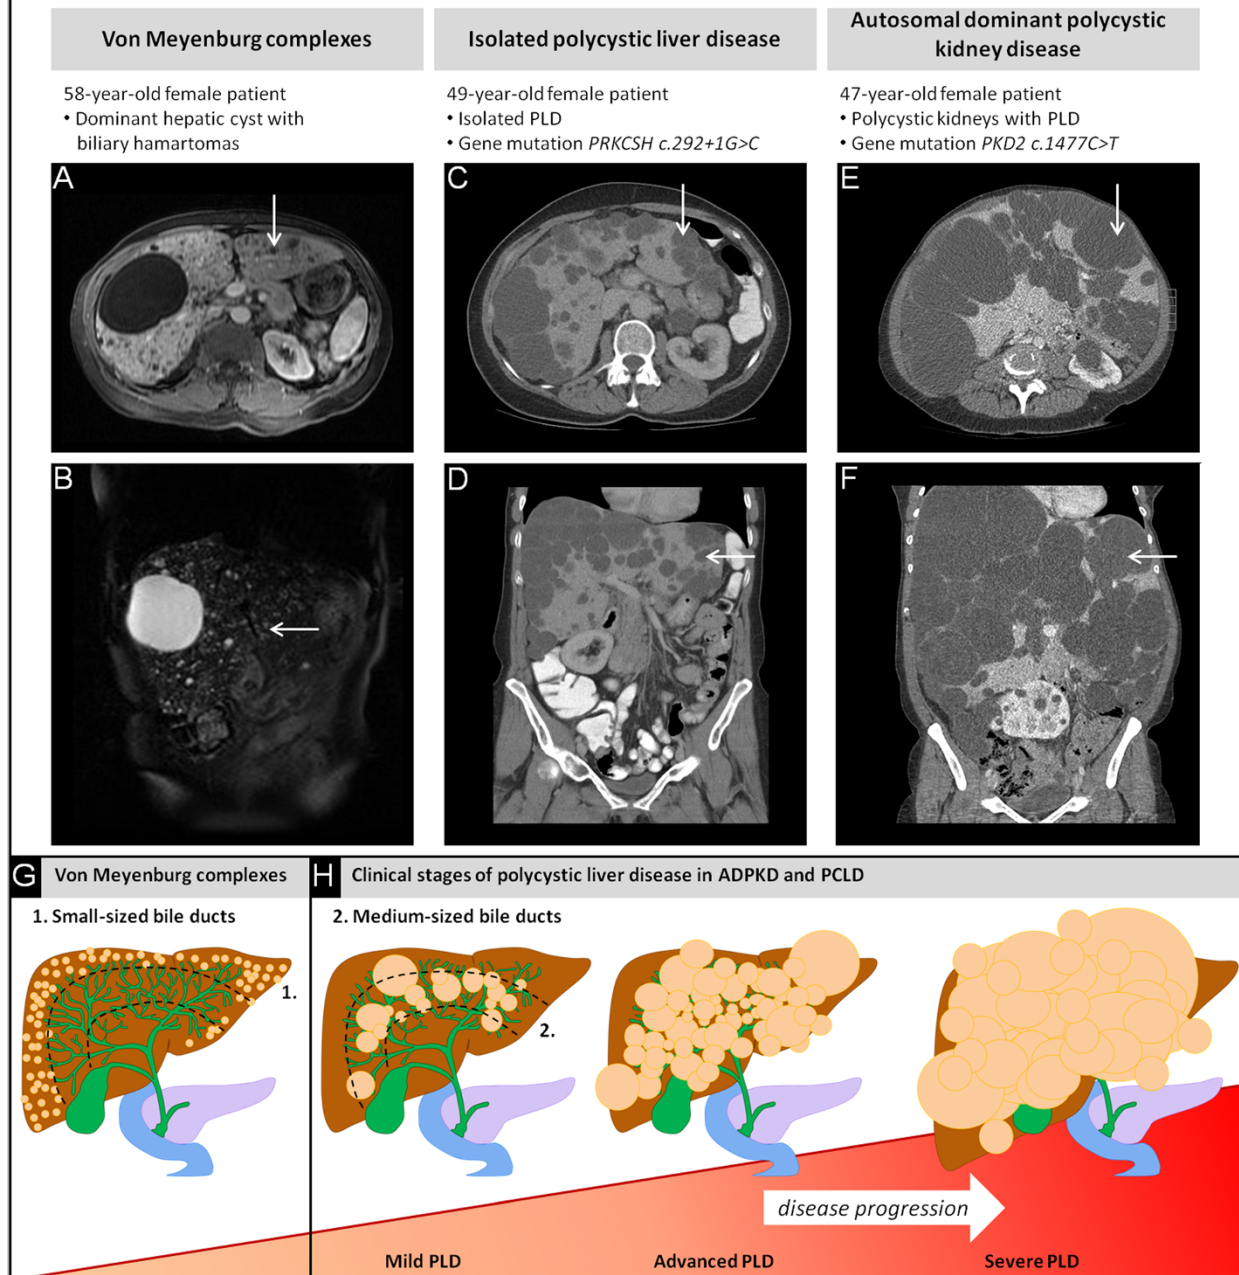 Von Meyenburg complexes
58-year-old female patient
• Dominant hepatic cyst with
biliary hamartomas
Isolated polycystic liver disease
49-year-old female patient
• Isolated PLD
• Gene mutation PRKCSH c.292+1G>C
Autosomal dominant polycystic
kidney disease
47-year-old female patient
• Polycystic kidneys with PLD
• Gene mutation PKD2 c.1477C>T
A
C
E
B
D
F
G Von Meyenburg complexes
1. Small-sized bile ducts
1.
H Clinical stages of polycystic liver disease in ADPKD and PCLD
2. Medium-sized bile ducts
2.
disease progression
Mild PLD
Advanced PLD
Severe PLD